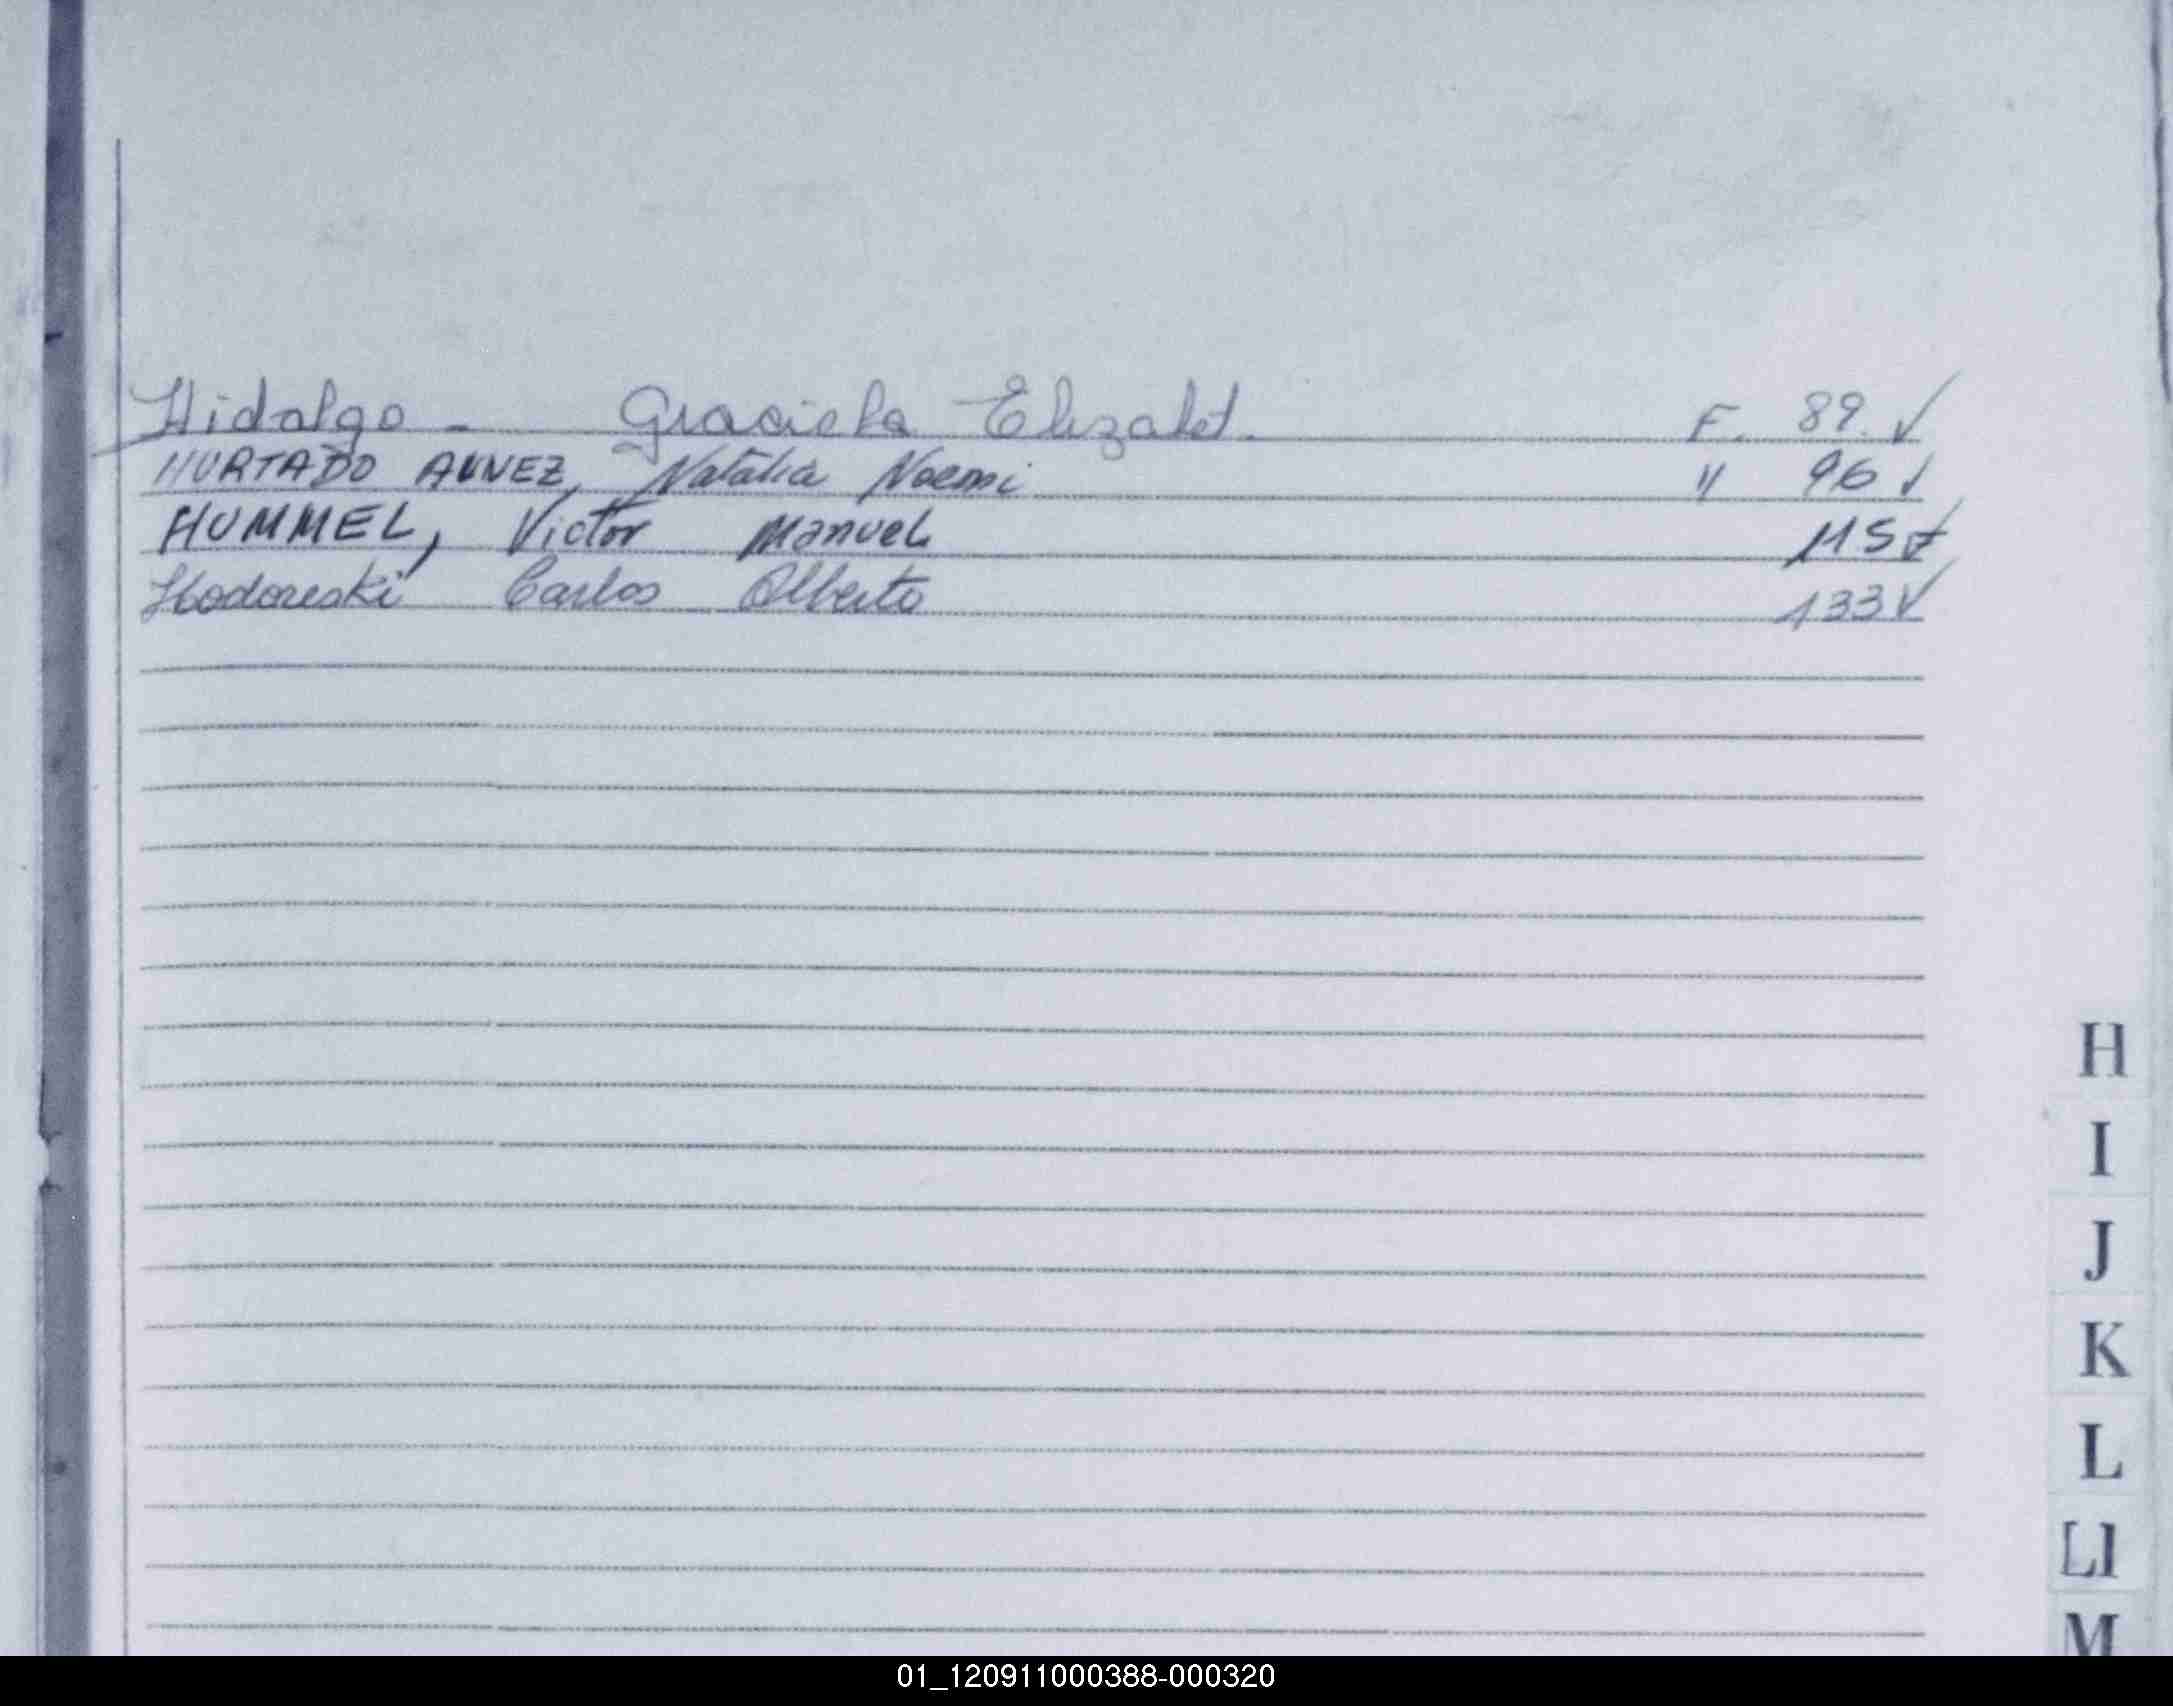 Hidalgo - Graciela Elizabet. F. 89. ✓
HURTADO , Natalia Noemi " 96 ✓
HUMMEL, Victor Manuel 115 ✓
Hodoreski Carlos Alberto 133 ✓
H
I
J
K
L
Ll
M
01_120911000388-000320